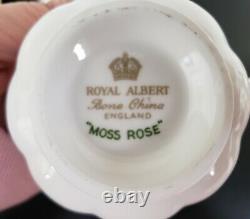 ROYAL ALBERT
Bone China
ENGLAND
"MOSS ROSE"